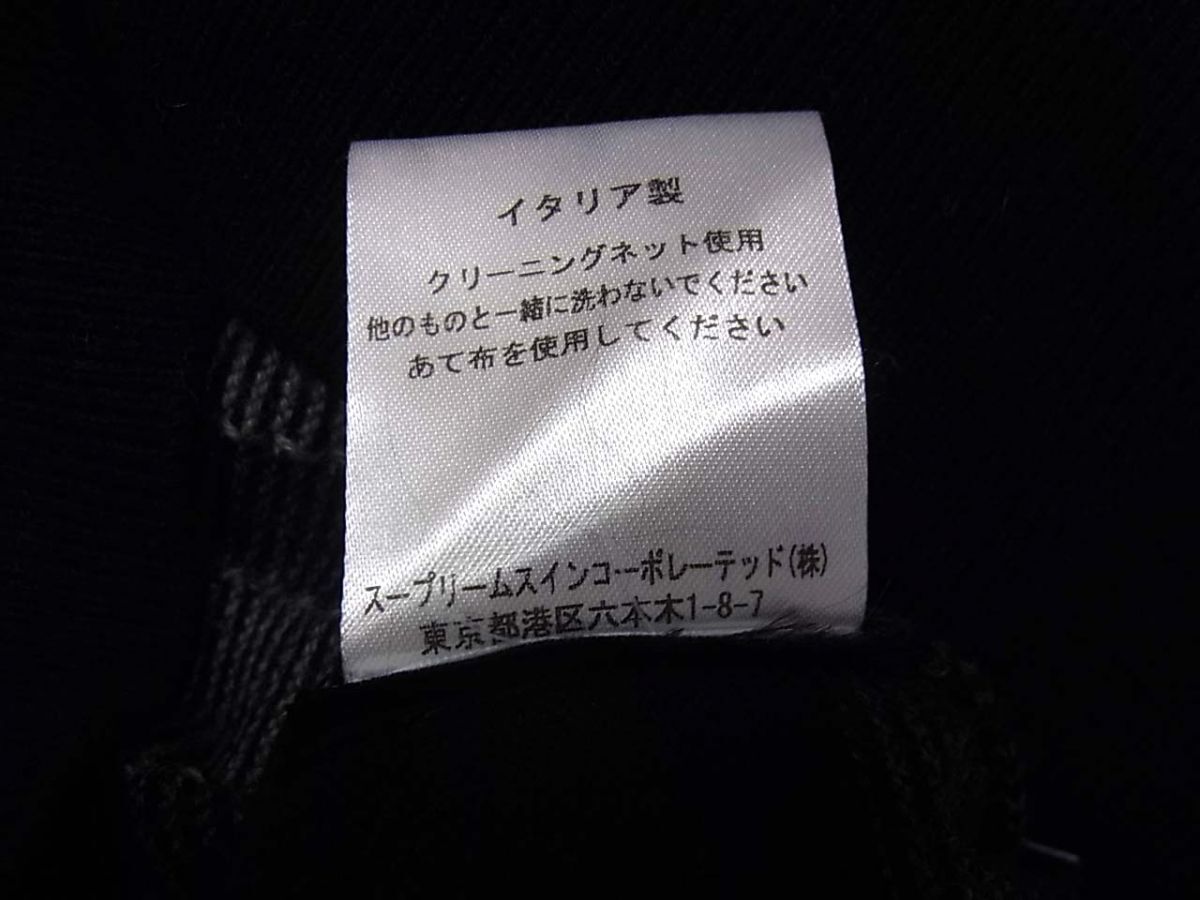 イタリア製
クリーニングネット使用
他のものと一緒に洗わないでください
あて布を使用してください
スープリームスインコーポレーテッド(株)
東京都港区六本木1-8-7